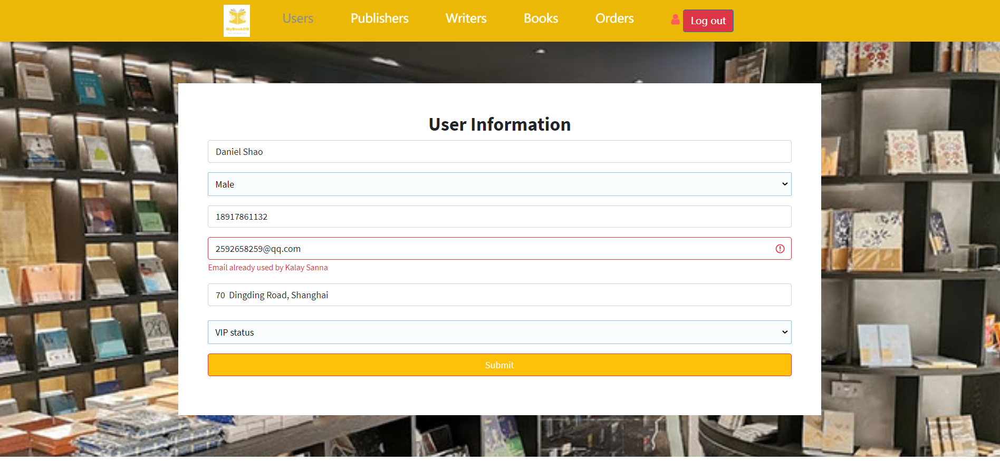 MyBookDB
Users
Publishers
Writers
Books
Orders
Log out
User Information
Daniel Shao
Male
18917861132
2592658259@qq.com
Email already used by Kalay Sanna
70  Dingding Road, Shanghai
VIP status
Submit